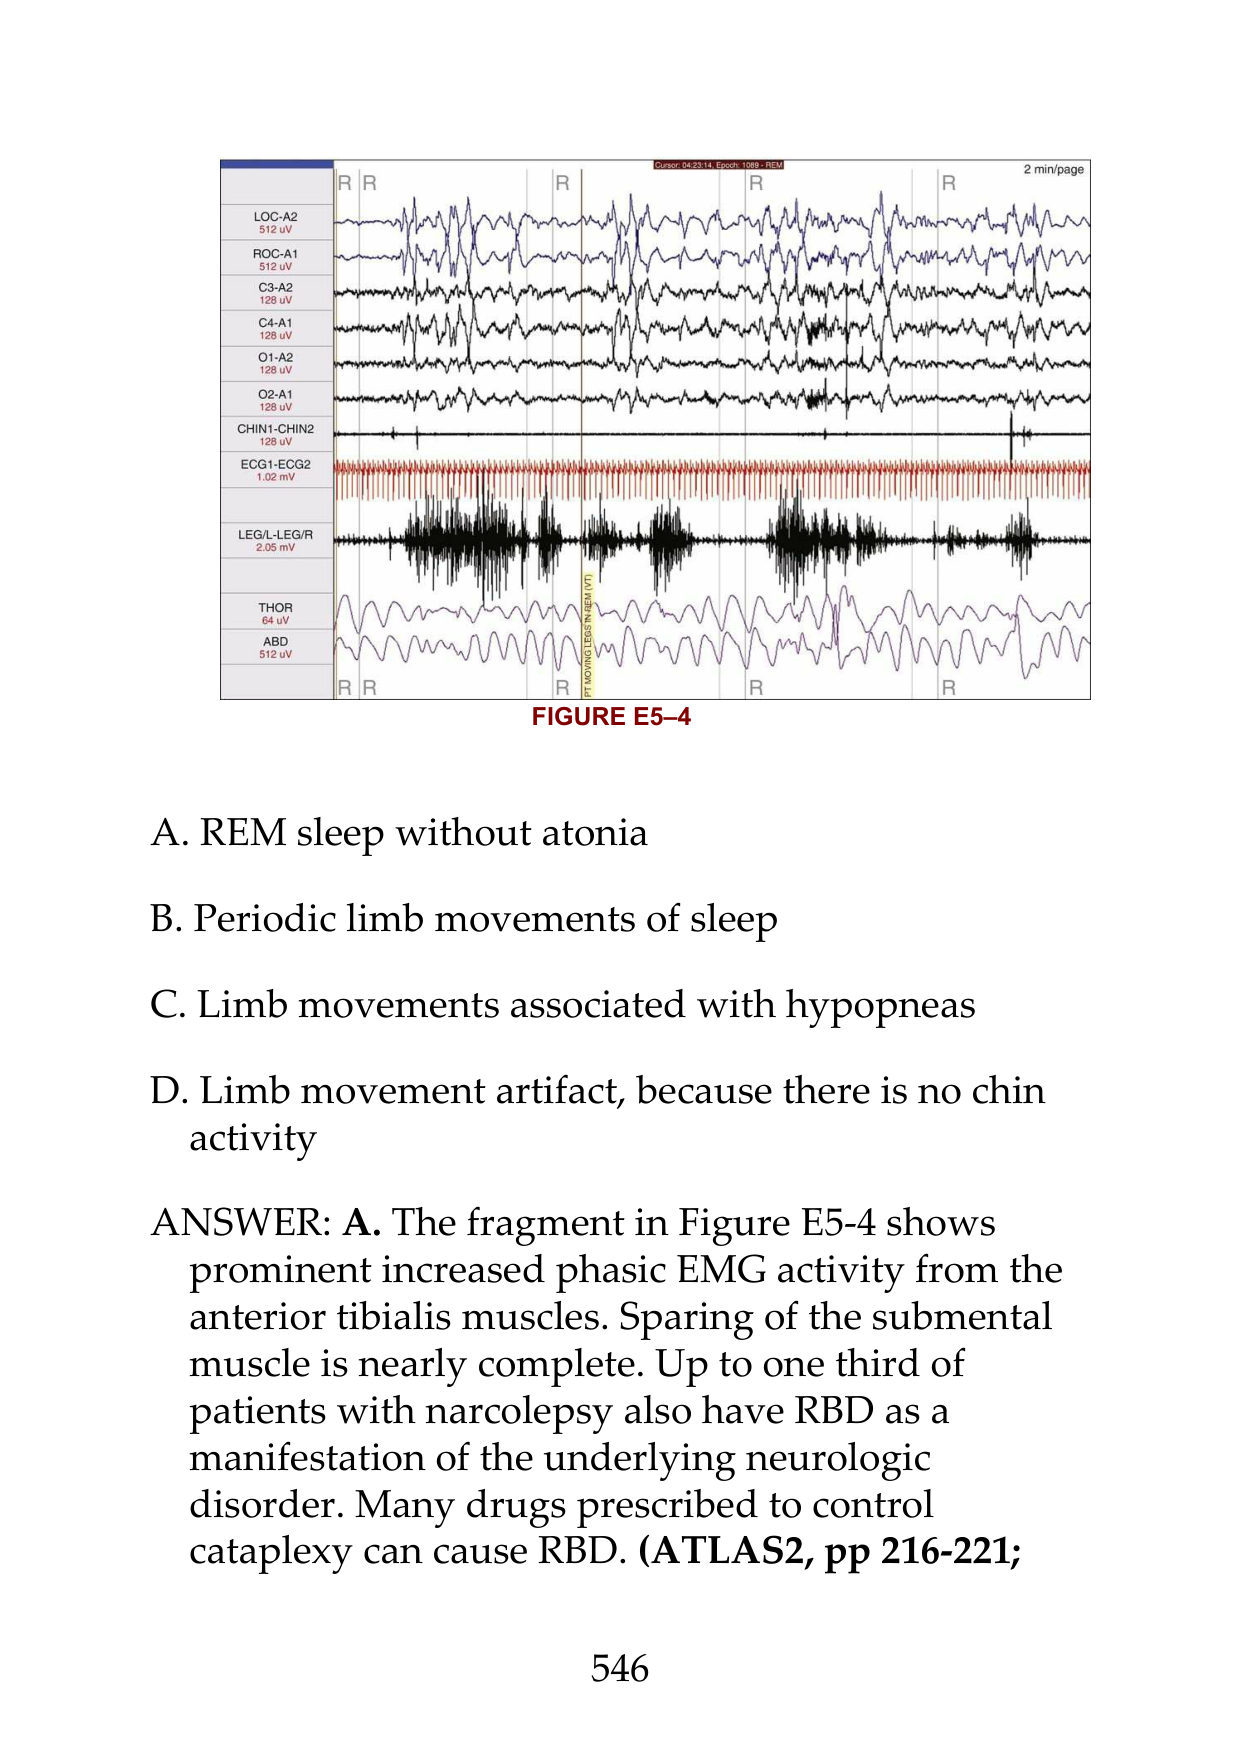 Cursor: 04:23:14, Epoch: 1089 - REM
2 min/page
R R R R R
LOC-A2
512 uV
ROC-A1
512 uV
C3-A2
128 uV
C4-A1
128 uV
O1-A2
128 uV
O2-A1
128 uV
CHIN1-CHIN2
128 uV
ECG1-ECG2
1.02 mV
LEG/L-LEG/R
2.05 mV
THOR
64 uV
ABD
512 uV
PT MOVING LEGS IN REM (VT)
R R R R R
FIGURE E5–4
A. REM sleep without atonia
B. Periodic limb movements of sleep
C. Limb movements associated with hypopneas
D. Limb movement artifact, because there is no chin
activity
ANSWER: A. The fragment in Figure E5-4 shows
prominent increased phasic EMG activity from the
anterior tibialis muscles. Sparing of the submental
muscle is nearly complete. Up to one third of
patients with narcolepsy also have RBD as a
manifestation of the underlying neurologic
disorder. Many drugs prescribed to control
cataplexy can cause RBD. (ATLAS2, pp 216-221;
546